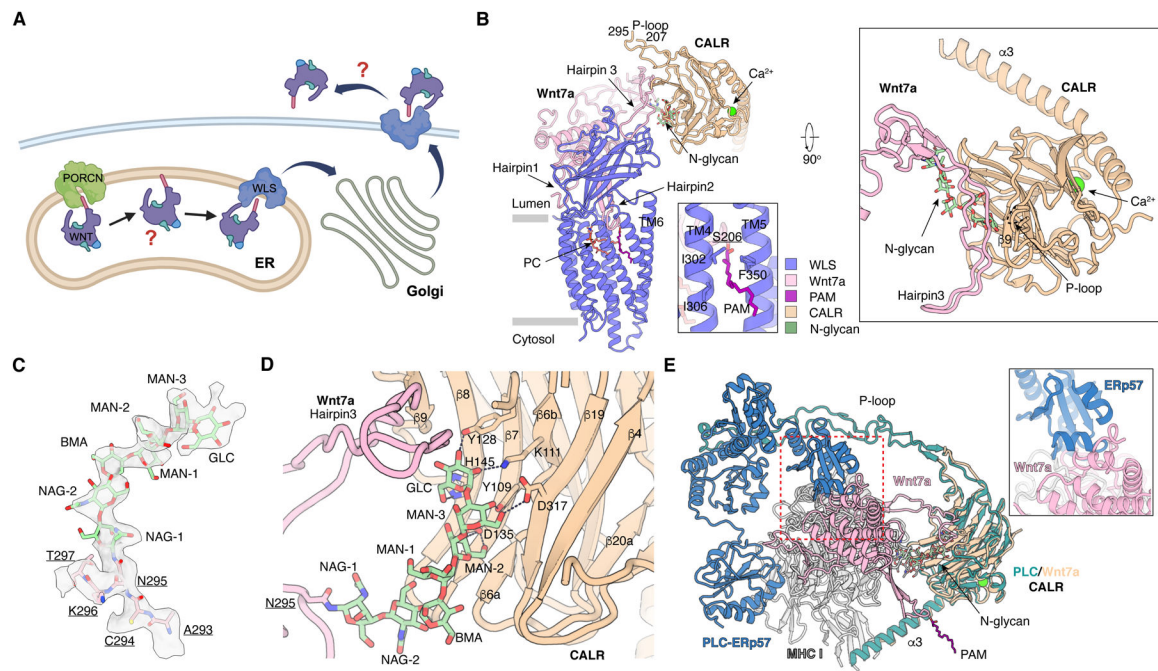 A
?
PORCN
WLS
WNT
?
ER
Golgi
B
P-loop
295
207
CALR
Hairpin 3
Wnt7a
Ca2+
N-glycan
Hairpin1
Hairpin2
Lumen
TM6
PC
Cytosol
TM4
TM5
S206
I302
F350
I306
PAM
WLS
Wnt7a
PAM
CALR
N-glycan
90o
α3
CALR
Wnt7a
Ca2+
N-glycan
β9
P-loop
Hairpin3
C
MAN-3
MAN-2
BMA
GLC
MAN-1
NAG-2
NAG-1
T297
N295
K296
C294
A293
D
Wnt7a
Hairpin3
β8
β9
β7
β6b
β19
β4
Y128
H145
K111
GLC
Y109
MAN-3
D317
D135
MAN-1
MAN-2
β20a
NAG-1
N295
β6a
BMA
NAG-2
CALR
E
P-loop
ERp57
Wnt7a
Wnt7a
PLC/Wnt7a
CALR
N-glycan
PLC-ERp57
MHC I
α3
PAM